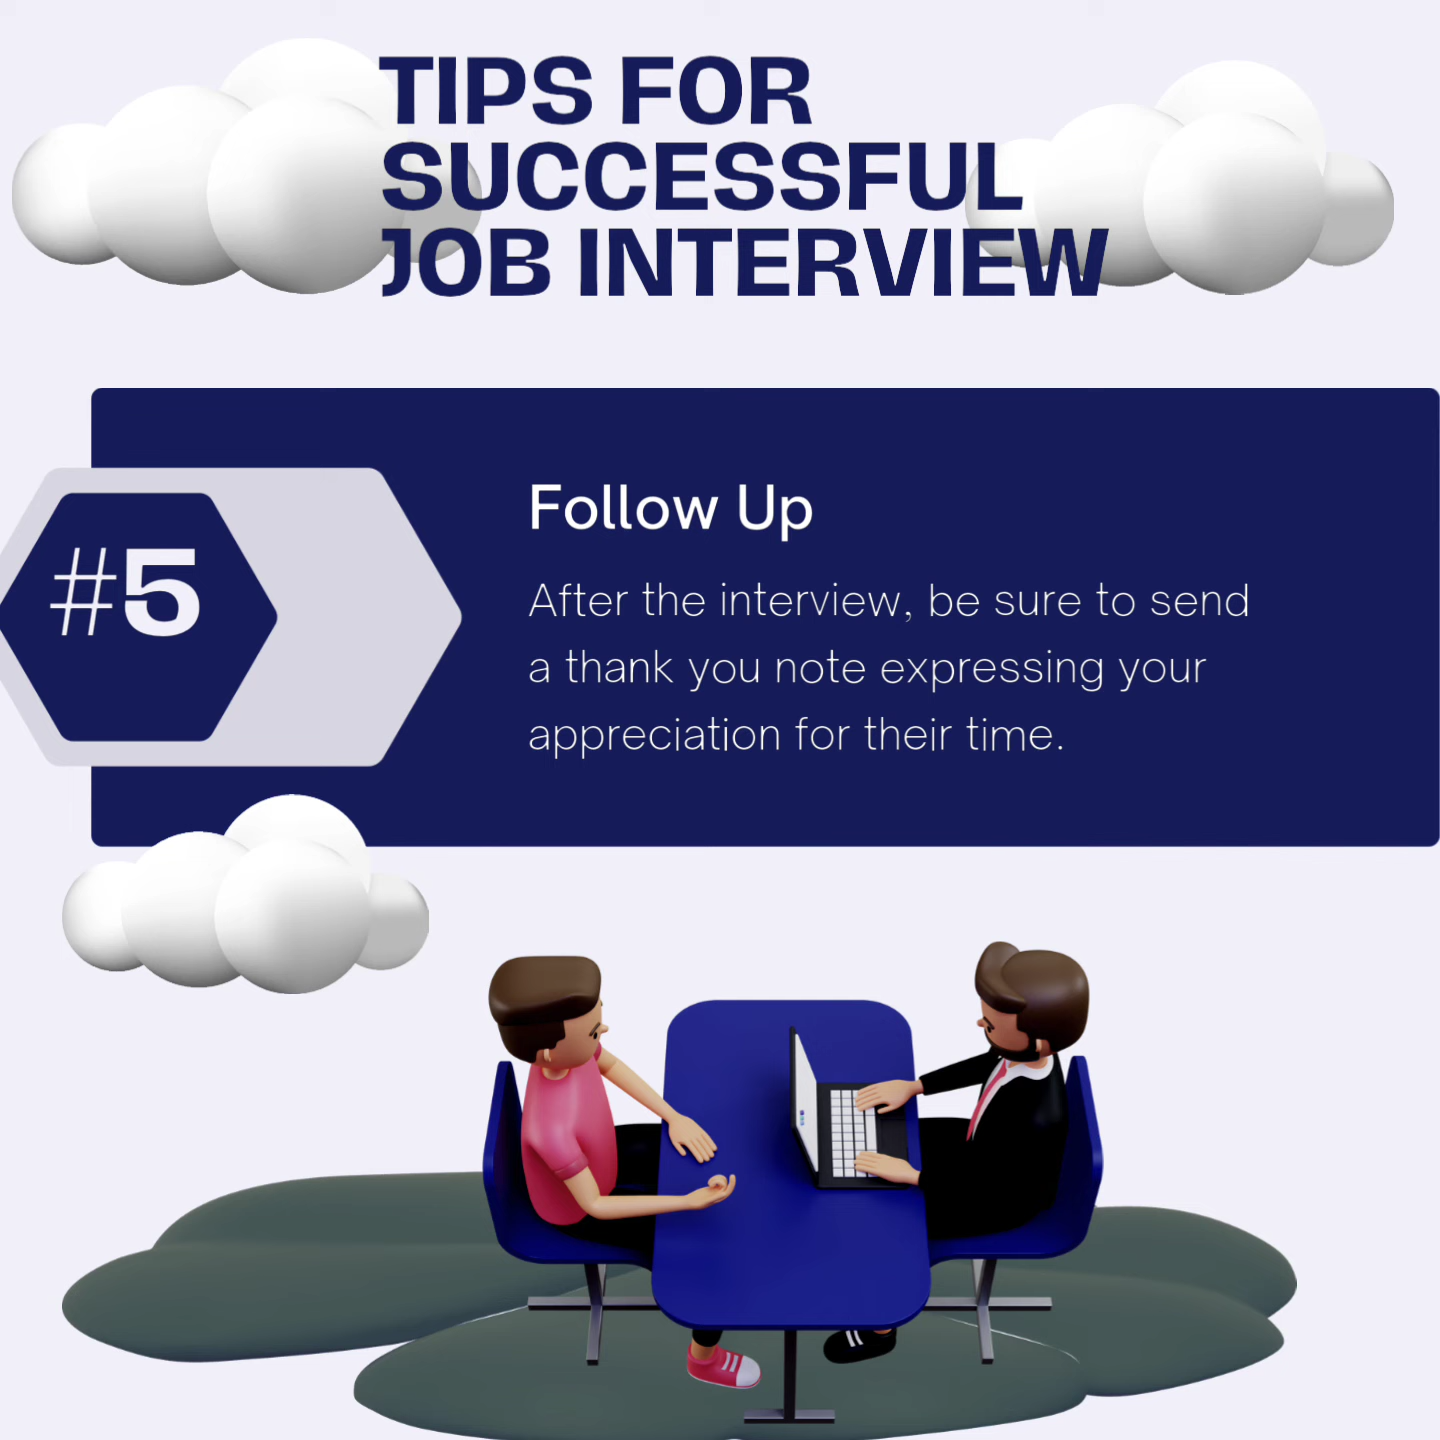 TIPS FOR
SUCCESSFUL
JOB INTERVIEW
#5
Follow Up
After the interview, be sure to send
a thank you note expressing your
appreciation for their time.